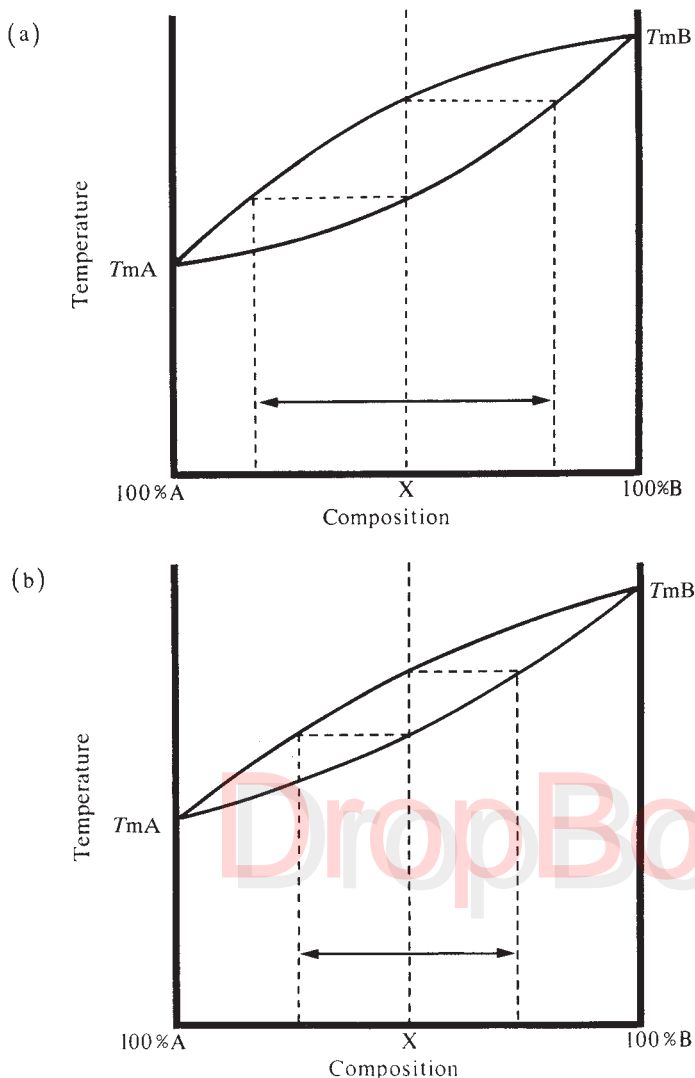 (a)
TmB
Temperature
TmA
100%A
X
100%B
Composition
(b)
TmB
Temperature
TmA
DropBo
100%A
X
100%B
Composition